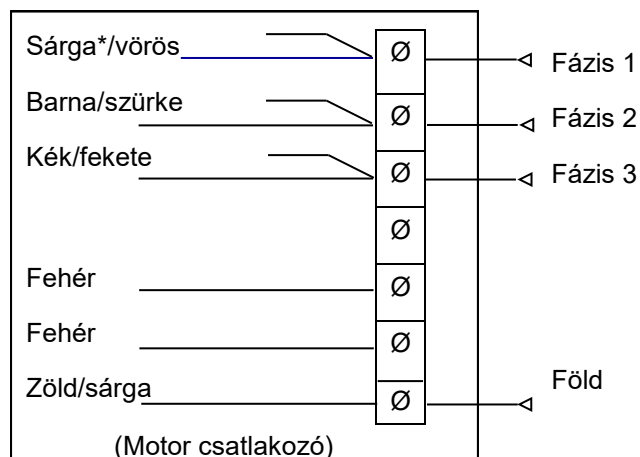 Sárga*/vörös Ø Fázis 1
Barna/szürke Ø Fázis 2
Kék/fekete Ø Fázis 3
Ø
Fehér Ø
Fehér Ø
Zöld/sárga Ø Föld
(Motor csatlakozó)